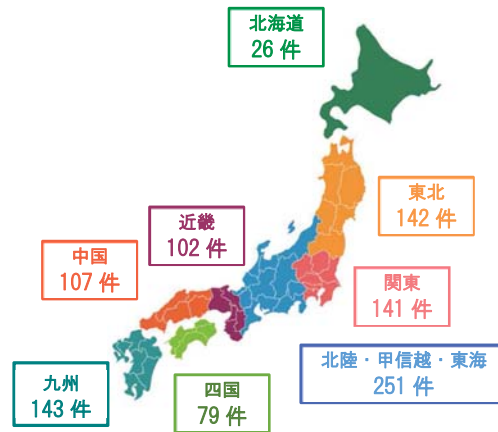 北海道
26 件
東北
142 件
近畿
102 件
中国
107 件
関東
141 件
北陸・甲信越・東海
251 件
九州
143 件
四国
79 件